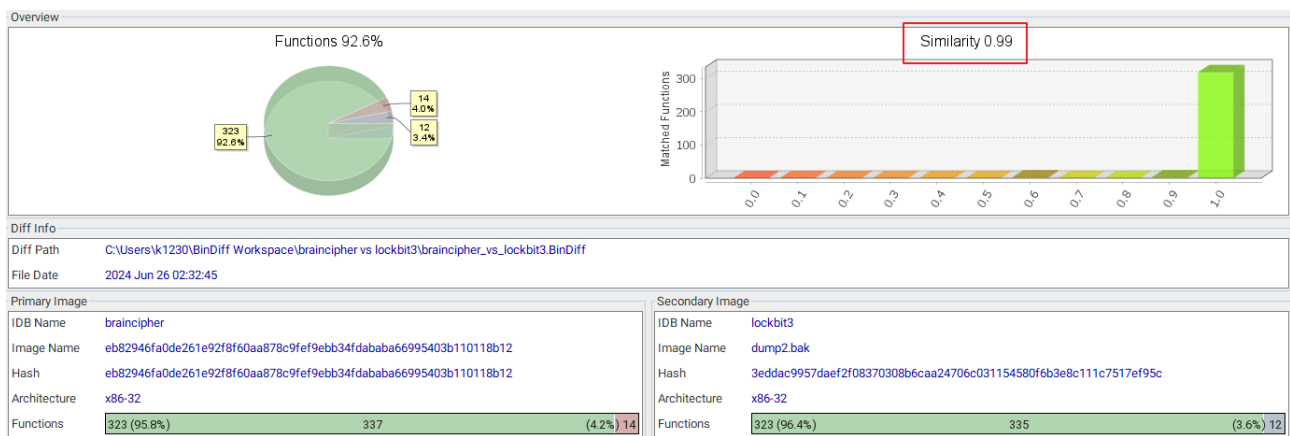 Overview
Functions 92.6%
14
4.0%
12
3.4%
323
92.6%
Similarity 0.99
Matched Functions
300
200
100
0
0.0 0.1 0.2 0.3 0.4 0.5 0.6 0.7 0.8 0.9 1.0
Diff Info
Diff Path C:\Users\k1230\BinDiff Workspace\braincipher vs lockbit3\braincipher_vs_lockbit3.BinDiff
File Date 2024 Jun 26 02:32:45
Primary Image
IDB Name braincipher
Image Name eb82946fa0de261e92f8f60aa878c9fef9ebb34fdababa66995403b110118b12
Hash eb82946fa0de261e92f8f60aa878c9fef9ebb34fdababa66995403b110118b12
Architecture x86-32
Functions 323 (95.8%) 337 (4.2%) 14
Secondary Image
IDB Name lockbit3
Image Name dump2.bak
Hash 3eddac9957daef2f08370308b6caa24706c031154580f6b3e8c111c7517ef95c
Architecture x86-32
Functions 323 (96.4%) 335 (3.6%) 12